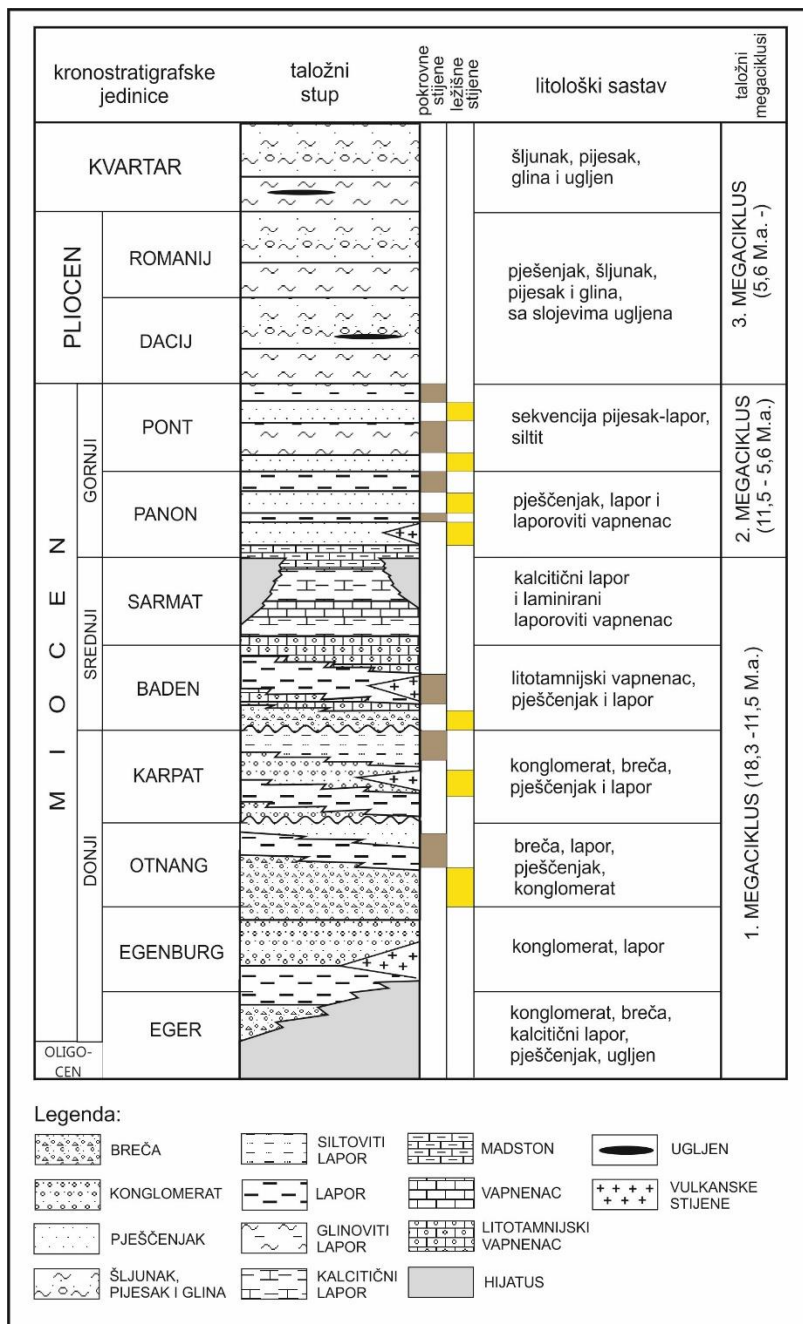 kronostratigrafske
jedinice
taložni
stup
pokrovne
stijene
ležišne
stijene
litološki sastav
taložni
megaciklusi
KVARTAR
šljunak, pijesak,
glina i ugljen
PLIOCEN
ROMANIJ
DACIJ
pješenjak, šljunak,
pijesak i glina,
sa slojevima ugljena
3. MEGACIKLUS
(5,6 M.a. -)
MIOCEN
GORNJI
PONT
sekvencija pijesak-lapor,
siltit
PANON
pješčenjak, lapor i
laporoviti vapnenac
2. MEGACIKLUS
(11,5 - 5,6 M.a.)
SREDNJI
SARMAT
kalcitični lapor
i laminirani
laporoviti vapnenac
BADEN
litotamnijski vapnenac,
pješčenjak i lapor
DONJI
KARPAT
konglomerat, breča,
pješčenjak i lapor
OTNANG
breča, lapor,
pješčenjak,
konglomerat
EGENBURG
konglomerat, lapor
EGER
konglomerat, breča,
kalcitični lapor,
pješčenjak, ugljen
OLIGO-
CEN
1. MEGACIKLUS (18,3 -11,5 M.a.)
Legenda:
BREČA
KONGLOMERAT
PJEŠČENJAK
ŠLJUNAK,
PIJESAK I GLINA
SILTOVITI
LAPOR
LAPOR
GLINOVITI
LAPOR
KALCITIČNI
LAPOR
MADSTON
VAPNENAC
LITOTAMNIJSKI
VAPNENAC
HIJATUS
UGLJEN
VULKANSKE
STIJENE